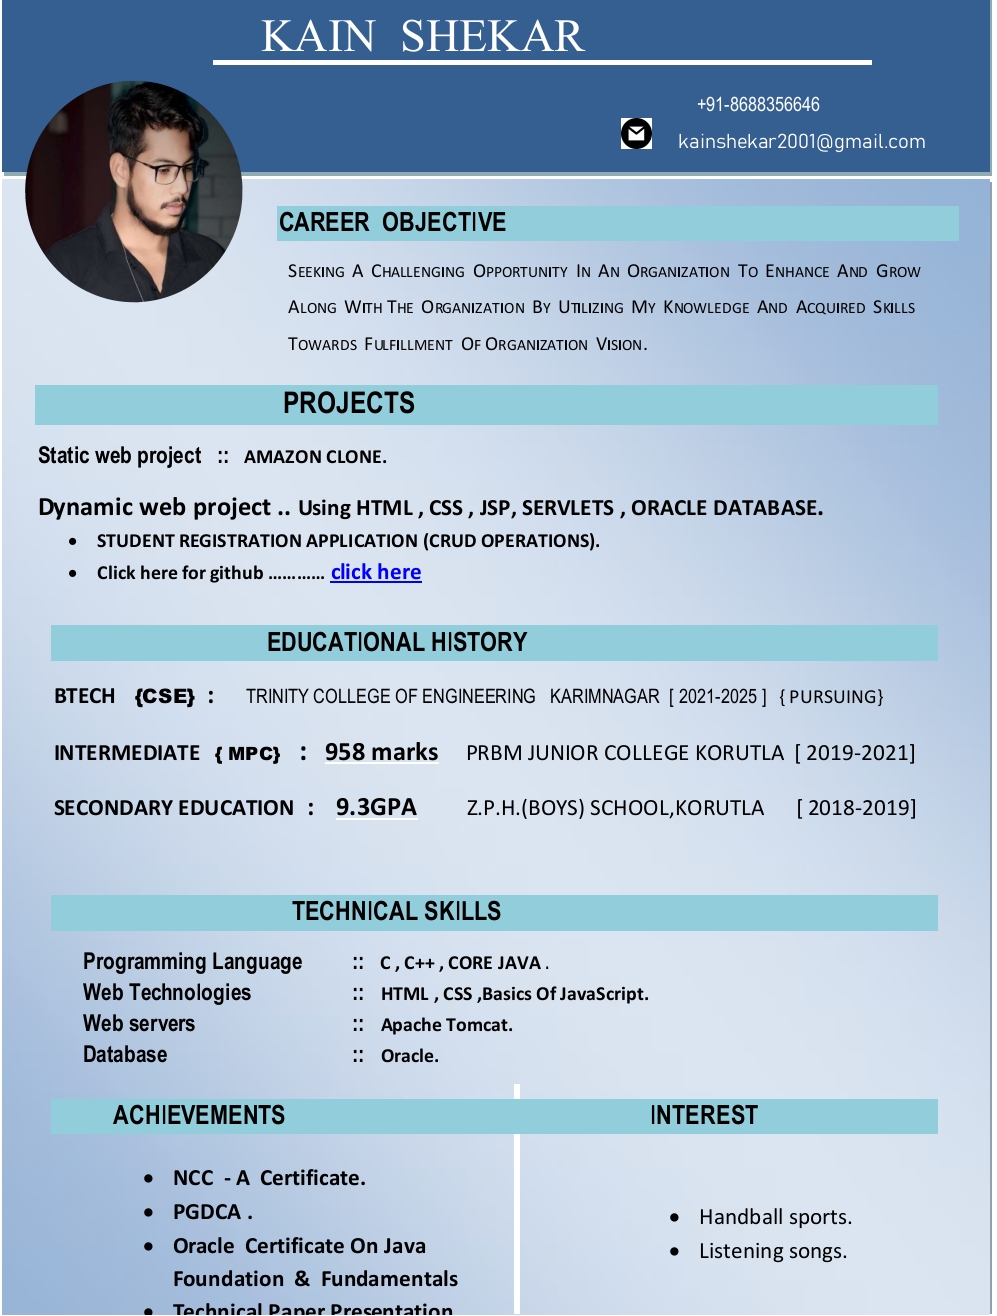 KAIN SHEKAR
+91-8688356646
kainshekar2001@gmail.com
CAREER OBJECTIVE
Seeking A Challenging Opportunity In An Organization To Enhance And Grow
Along With The Organization By Utilizing My Knowledge And Acquired Skills
Towards Fulfillment Of Organization Vision.
PROJECTS
Static web project :: AMAZON CLONE.
Dynamic web project .. Using HTML , CSS , JSP, SERVLETS , ORACLE DATABASE.
• STUDENT REGISTRATION APPLICATION (CRUD OPERATIONS).
• Click here for github ………… click here
EDUCATIONAL HISTORY
BTECH {CSE} : TRINITY COLLEGE OF ENGINEERING KARIMNAGAR [ 2021-2025 ] { PURSUING}
INTERMEDIATE { MPC} : 958 marks PRBM JUNIOR COLLEGE KORUTLA [ 2019-2021]
SECONDARY EDUCATION : 9.3GPA Z.P.H.(BOYS) SCHOOL,KORUTLA [ 2018-2019]
TECHNICAL SKILLS
Programming Language :: C , C++ , CORE JAVA .
Web Technologies :: HTML , CSS ,Basics Of JavaScript.
Web servers :: Apache Tomcat.
Database :: Oracle.
ACHIEVEMENTS
• NCC - A Certificate.
• PGDCA .
• Oracle Certificate On Java
Foundation & Fundamentals
• Technical Paper Presentation
INTEREST
• Handball sports.
• Listening songs.